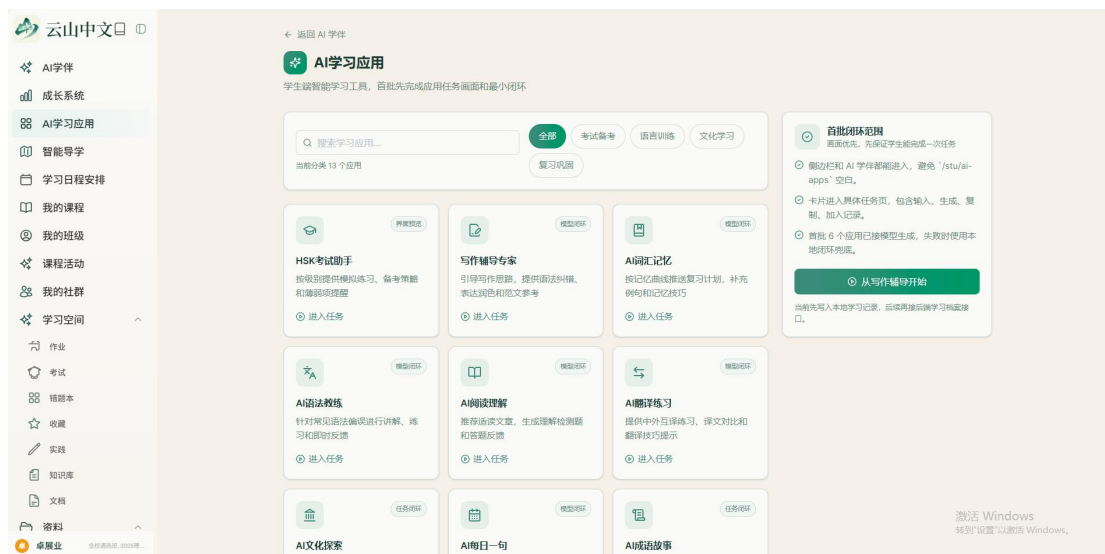 云山中文
AI学伴
成长系统
AI学习应用
智能导学
学习日程安排
我的课程
我的班级
课程活动
我的社群
学习空间
作业
考试
错题本
收藏
实践
知识库
文档
资料
卓展业
← 返回 AI 学伴
AI学习应用
学生端智能学习工具，首批先完成应用任务画面和最小闭环
搜索学习应用...
全部
考试备考
语言训练
文化学习
复习巩固
当前分类 13 个应用
界面预览
HSK考试助手
按级别提供模拟练习、备考策略
和薄弱项提醒
进入任务
模型闭环
写作辅导专家
引导写作思路，提供语法纠错、
表达润色和范文参考
进入任务
模型闭环
AI词汇记忆
按记忆曲线推送复习计划，补充
例句和记忆技巧
进入任务
模型闭环
AI语法教练
针对常见语法偏误进行讲解、练
习和即时反馈
进入任务
模型闭环
AI阅读理解
推荐适读文章，生成理解检测题
和答题反馈
进入任务
模型闭环
AI翻译练习
提供中外互译练习、译文对比和
翻译技巧提示
进入任务
任务闭环
AI文化探索
模型闭环
AI每日一句
任务闭环
AI成语故事
首批闭环范围
画面优先，先保证学生能完成一次任务
侧边栏和 AI 学伴都能进入，避免 `/stu/ai-
apps` 空白。
卡片进入具体任务页，包含输入、生成、复
制、加入记录。
首批 6 个应用已接模型生成，失败时使用本
地闭环兜底。
从写作辅导开始
当前先写入本地学习记录，后续再接后端学习档案接
口。
激活 Windows
转到"设置"以激活 Windows。